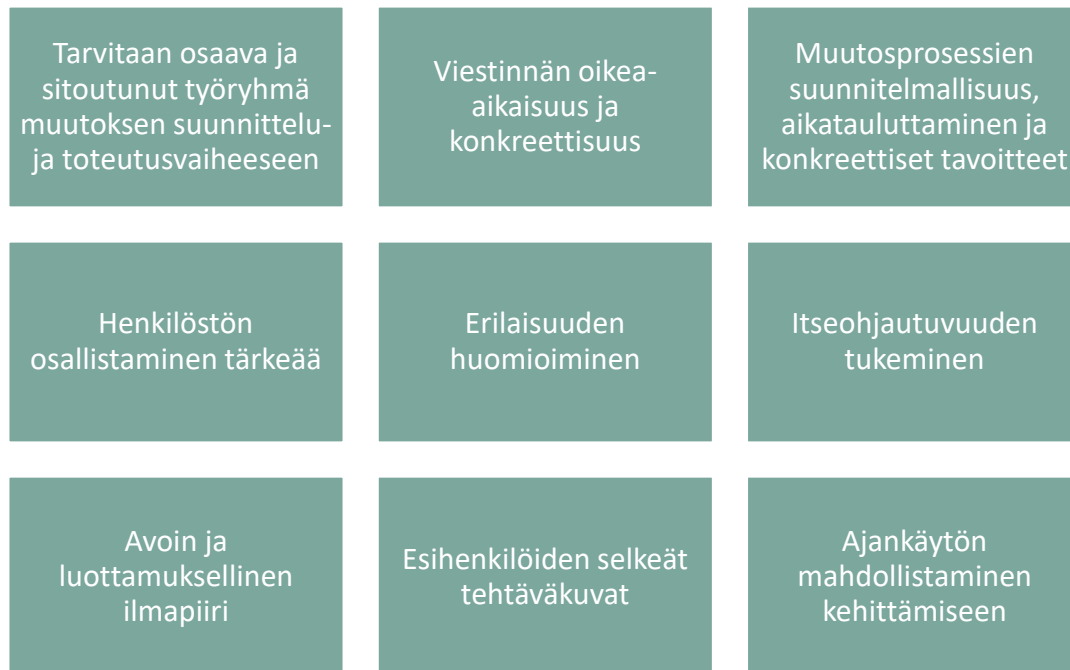 Tarvitaan osaava ja
sitoutunut työryhmä
muutoksen suunnittelu-
ja toteutusvaiheeseen
Viestinnän oikea-
aikaisuus ja
konkreettisuus
Muutosprosessien
suunnitelmallisuus,
aikatauluttaminen ja
konkreettiset tavoitteet
Henkilöstön
osallistaminen tärkeää
Erilaisuuden
huomioiminen
Itseohjautuvuuden
tukeminen
Avoin ja
luottamuksellinen
ilmapiiri
Esihenkilöiden selkeät
tehtäväkuvat
Ajankäytön
mahdollistaminen
kehittämiseen